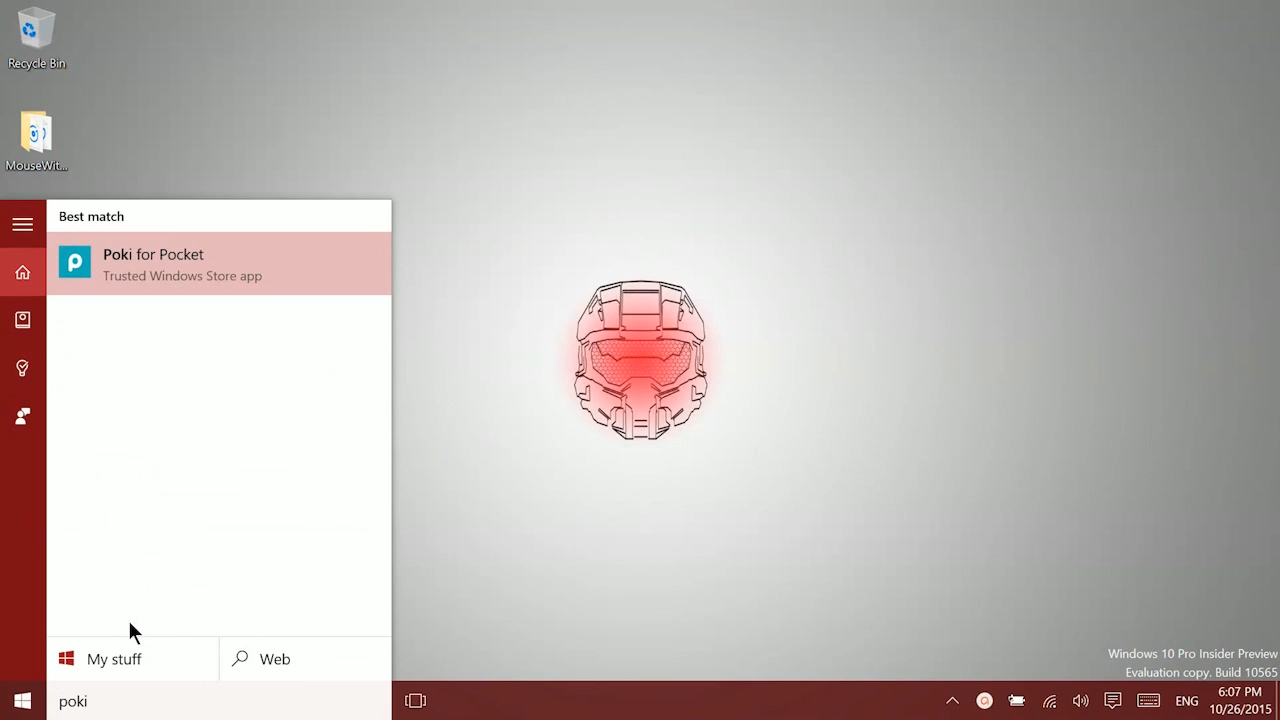 Recycle Bin
MouseWit...
Best match
Poki for Pocket
Trusted Windows Store app
My stuff
Web
poki
Windows 10 Pro Insider Preview
Evaluation copy. Build 10565
ENG
6:07 PM
10/26/2015